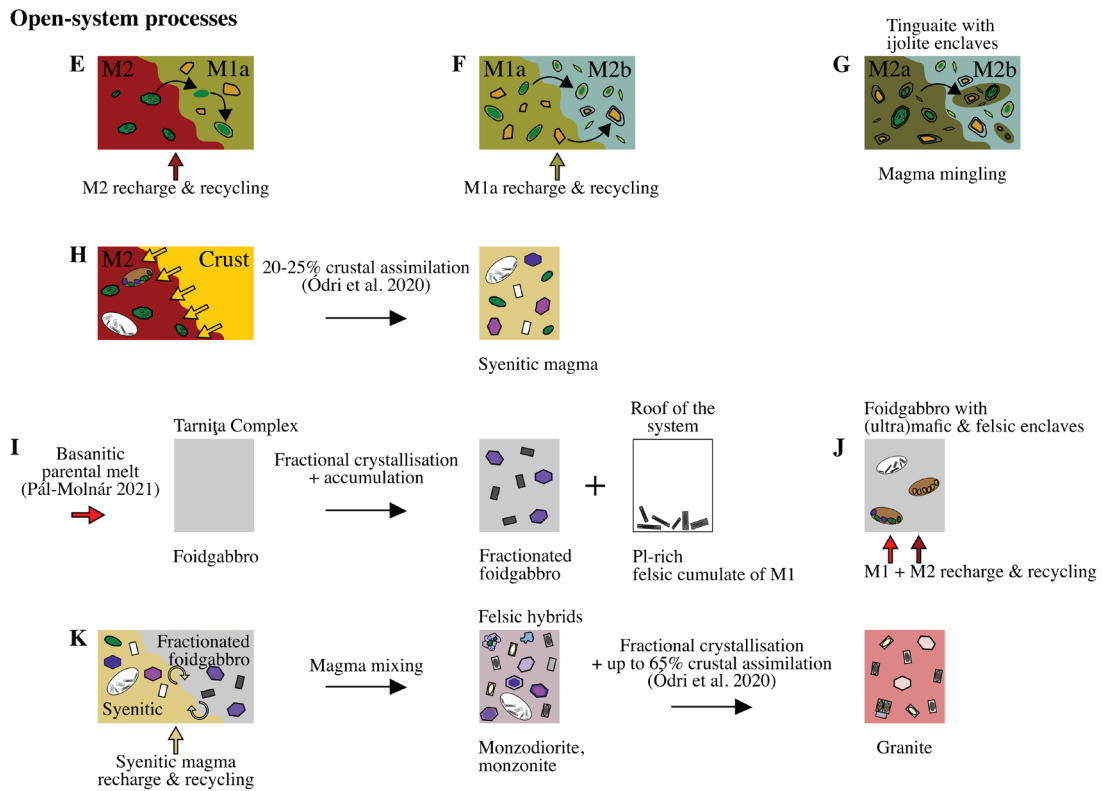 Open-system processes
E
M2
M1a
M2 recharge & recycling
F
M1a
M2b
M1a recharge & recycling
Tinguaite with
ijolite enclaves
G
M2a
M2b
Magma mingling
H
M2
Crust
20-25% crustal assimilation
(Ódri et al. 2020)
Syenitic magma
I
Basanitic
parental melt
(Pál-Molnár 2021)
Tarniţa Complex
Foidgabbro
Fractional crystallisation
+ accumulation
Fractionated
foidgabbro
+
Roof of the
system
Pl-rich
felsic cumulate of M1
Foidgabbro with
(ultra)mafic & felsic enclaves
J
M1 + M2 recharge & recycling
K
Fractionated
foidgabbro
Syenitic
Syenitic magma
recharge & recycling
Magma mixing
Felsic hybrids
Monzodiorite,
monzonite
Fractional crystallisation
+ up to 65% crustal assimilation
(Ódri et al. 2020)
Granite